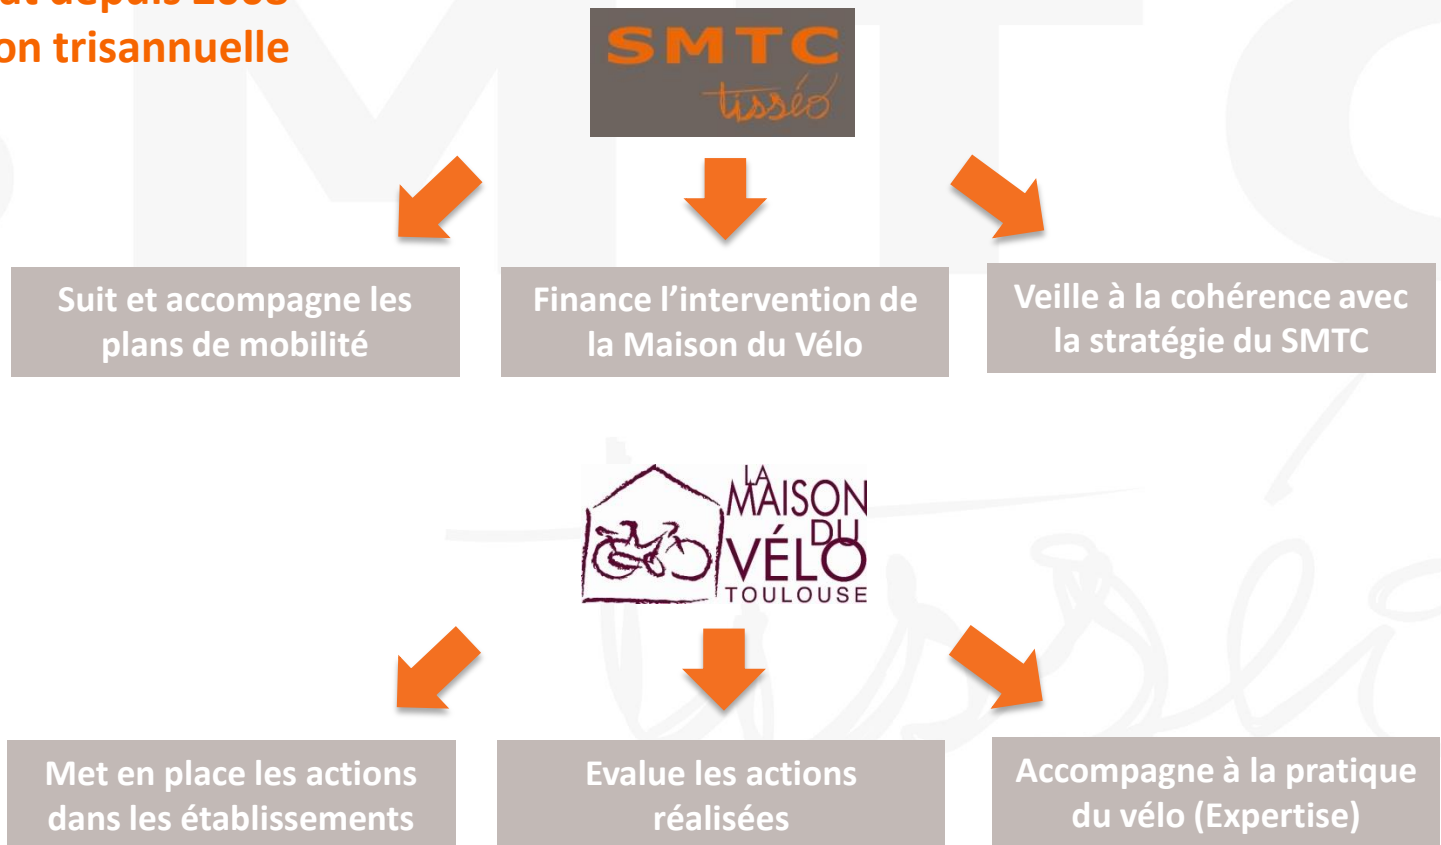 depuis 2008
trisannuelle
SMTC
tisséo
Suit et accompagne les
plans de mobilité
Finance l’intervention de
la Maison du Vélo
Veille à la cohérence avec
la stratégie du SMTC
LA
MAISON
DU
VÉLO
TOULOUSE
Met en place les actions
dans les établissements
Evalue les actions
réalisées
Accompagne à la pratique
du vélo (Expertise)